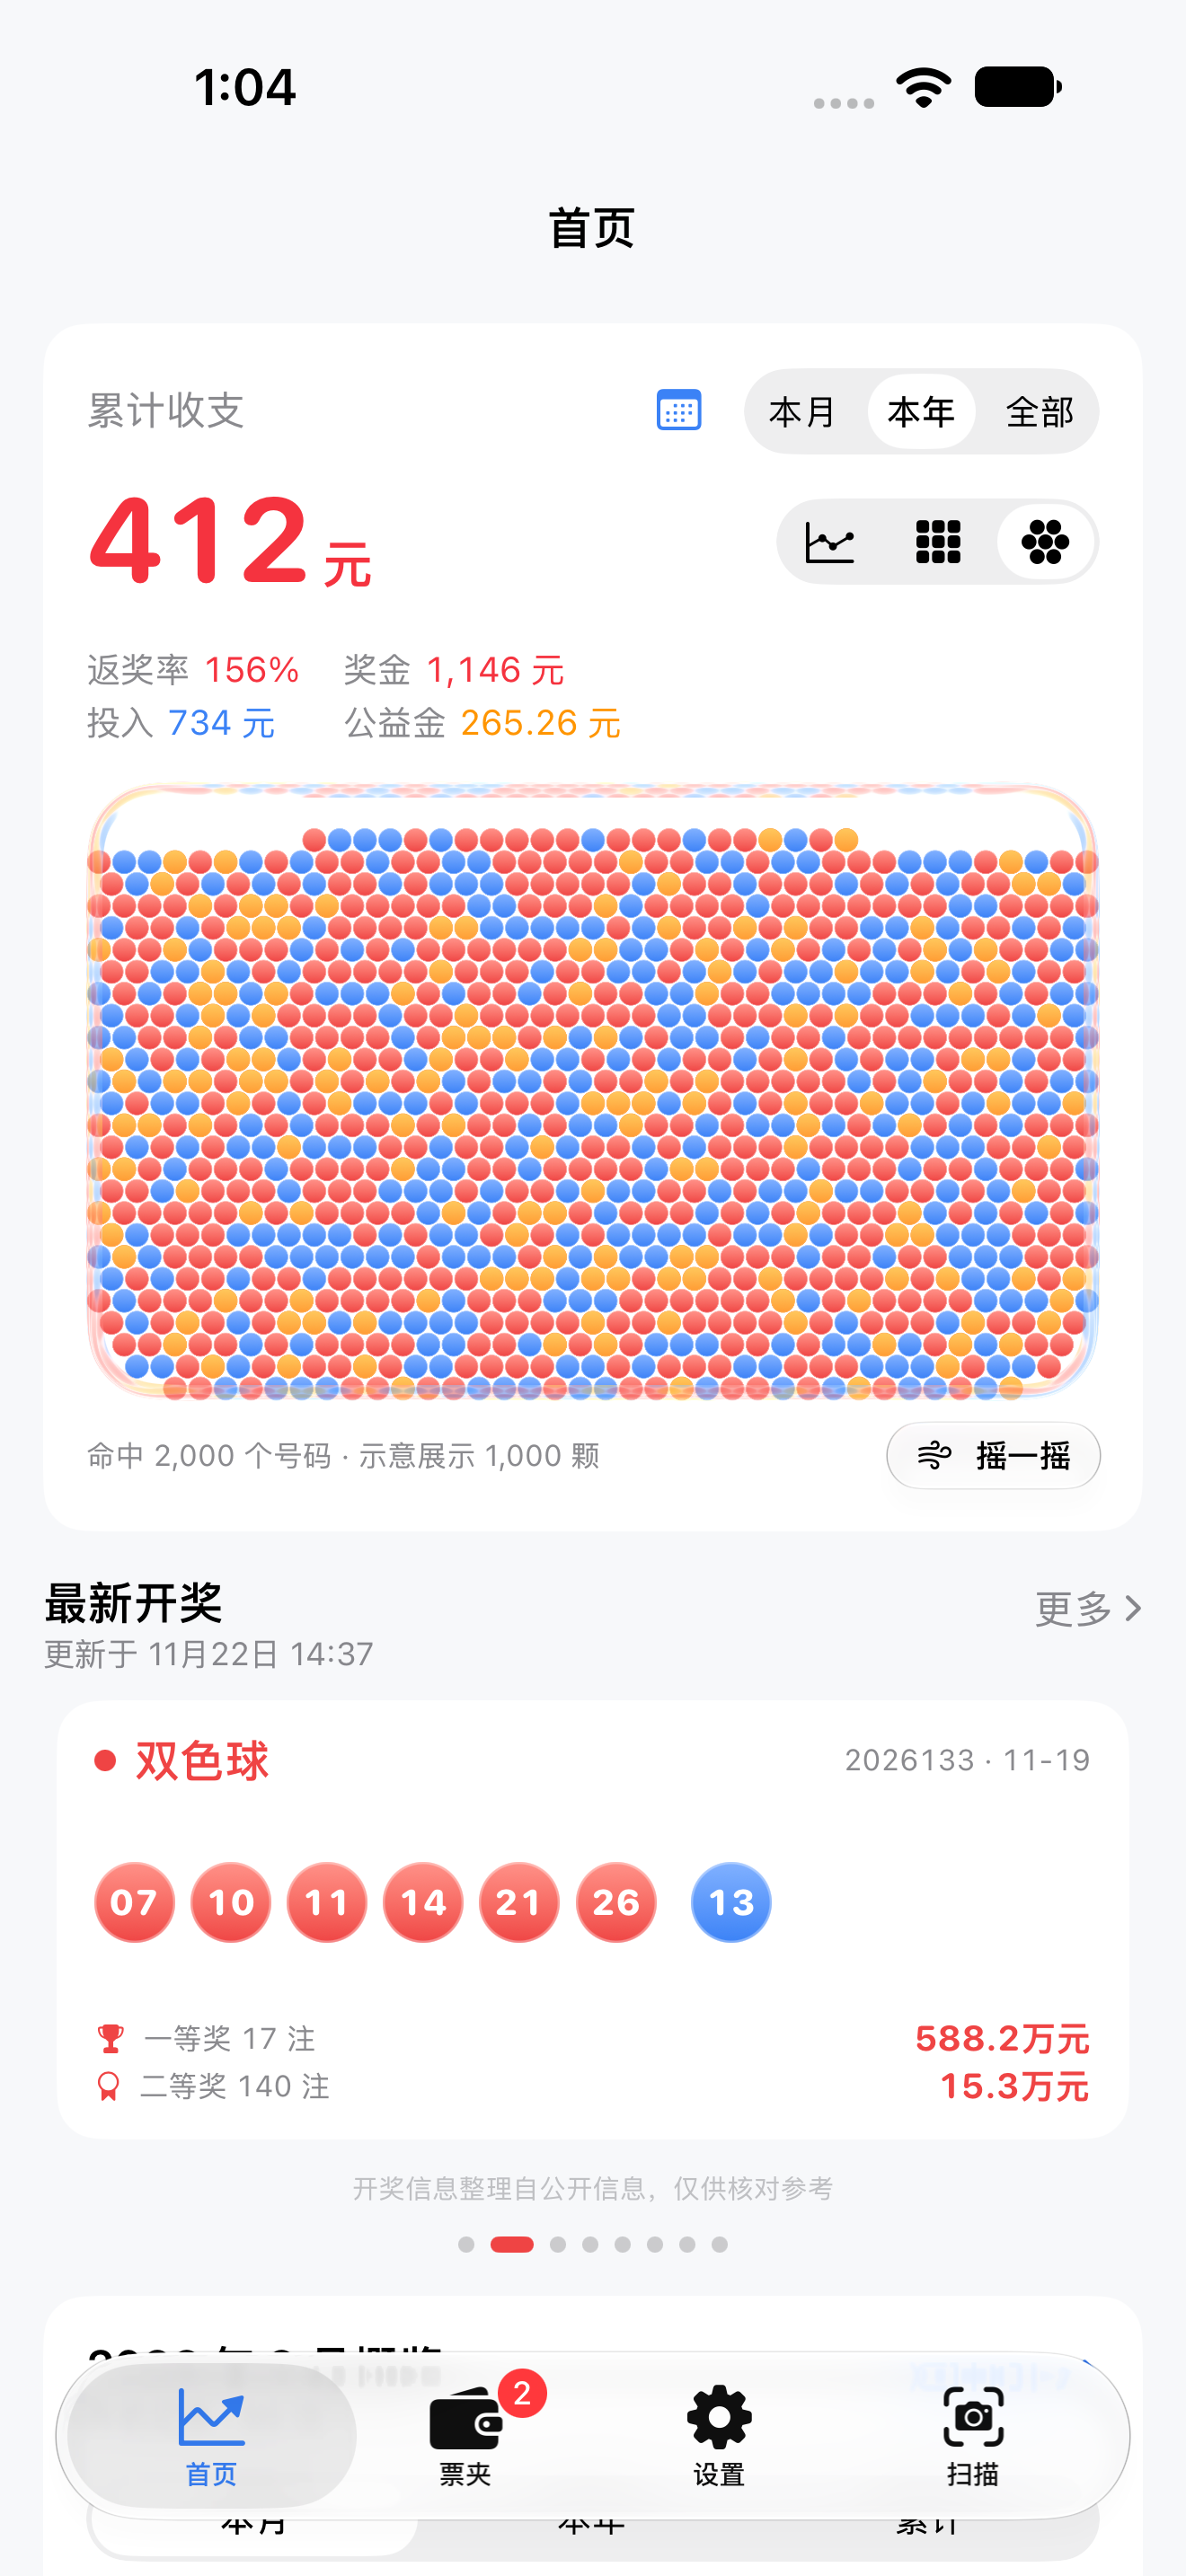 1:04
首页
累计收支
本月 本年 全部
412 元
返奖率 156% 奖金 1,146 元
投入 734 元 公益金 265.26 元
命中 2,000 个号码 · 示意展示 1,000 颗
摇一摇
最新开奖
更多
更新于 11月22日 14:37
双色球
2026133 · 11-19
07 10 11 14 21 26 13
一等奖 17 注 588.2万元
二等奖 140 注 15.3万元
开奖信息整理自公开信息，仅供核对参考
2
首页 票夹 设置 扫描
本月 本年 累计